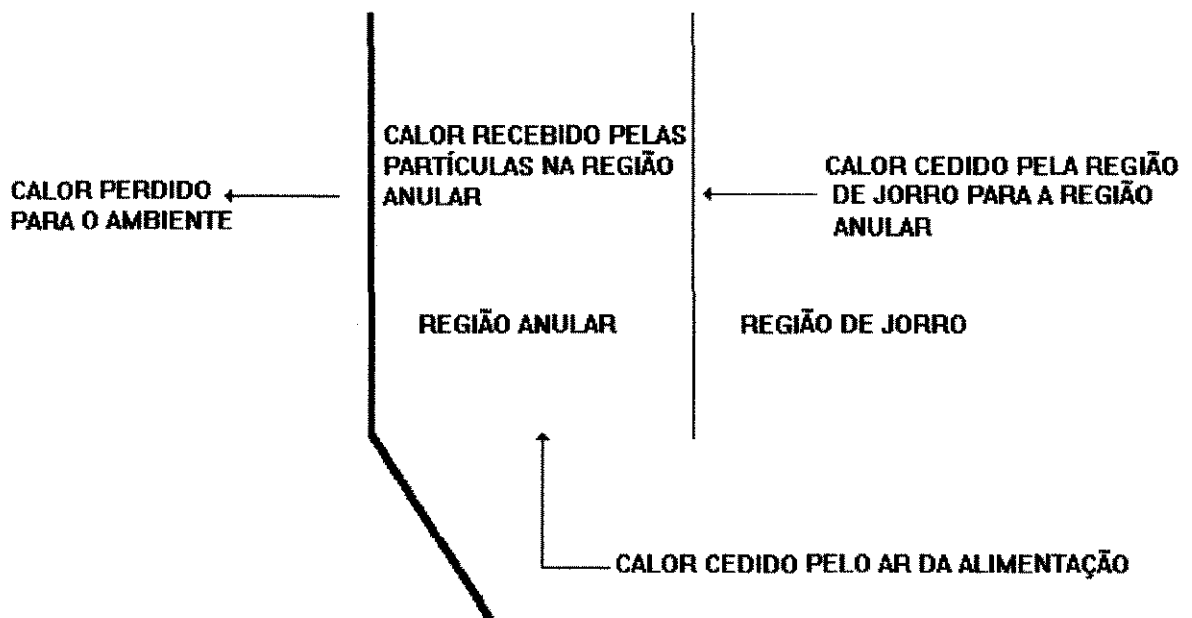 CALOR PERDIDO
PARA O AMBIENTE
CALOR RECEBIDO PELAS
PARTÍCULAS NA REGIÃO
ANULAR
CALOR CEDIDO PELA REGIÃO
DE JORRO PARA A REGIÃO
ANULAR
REGIÃO ANULAR
REGIÃO DE JORRO
CALOR CEDIDO PELO AR DA ALIMENTAÇÃO